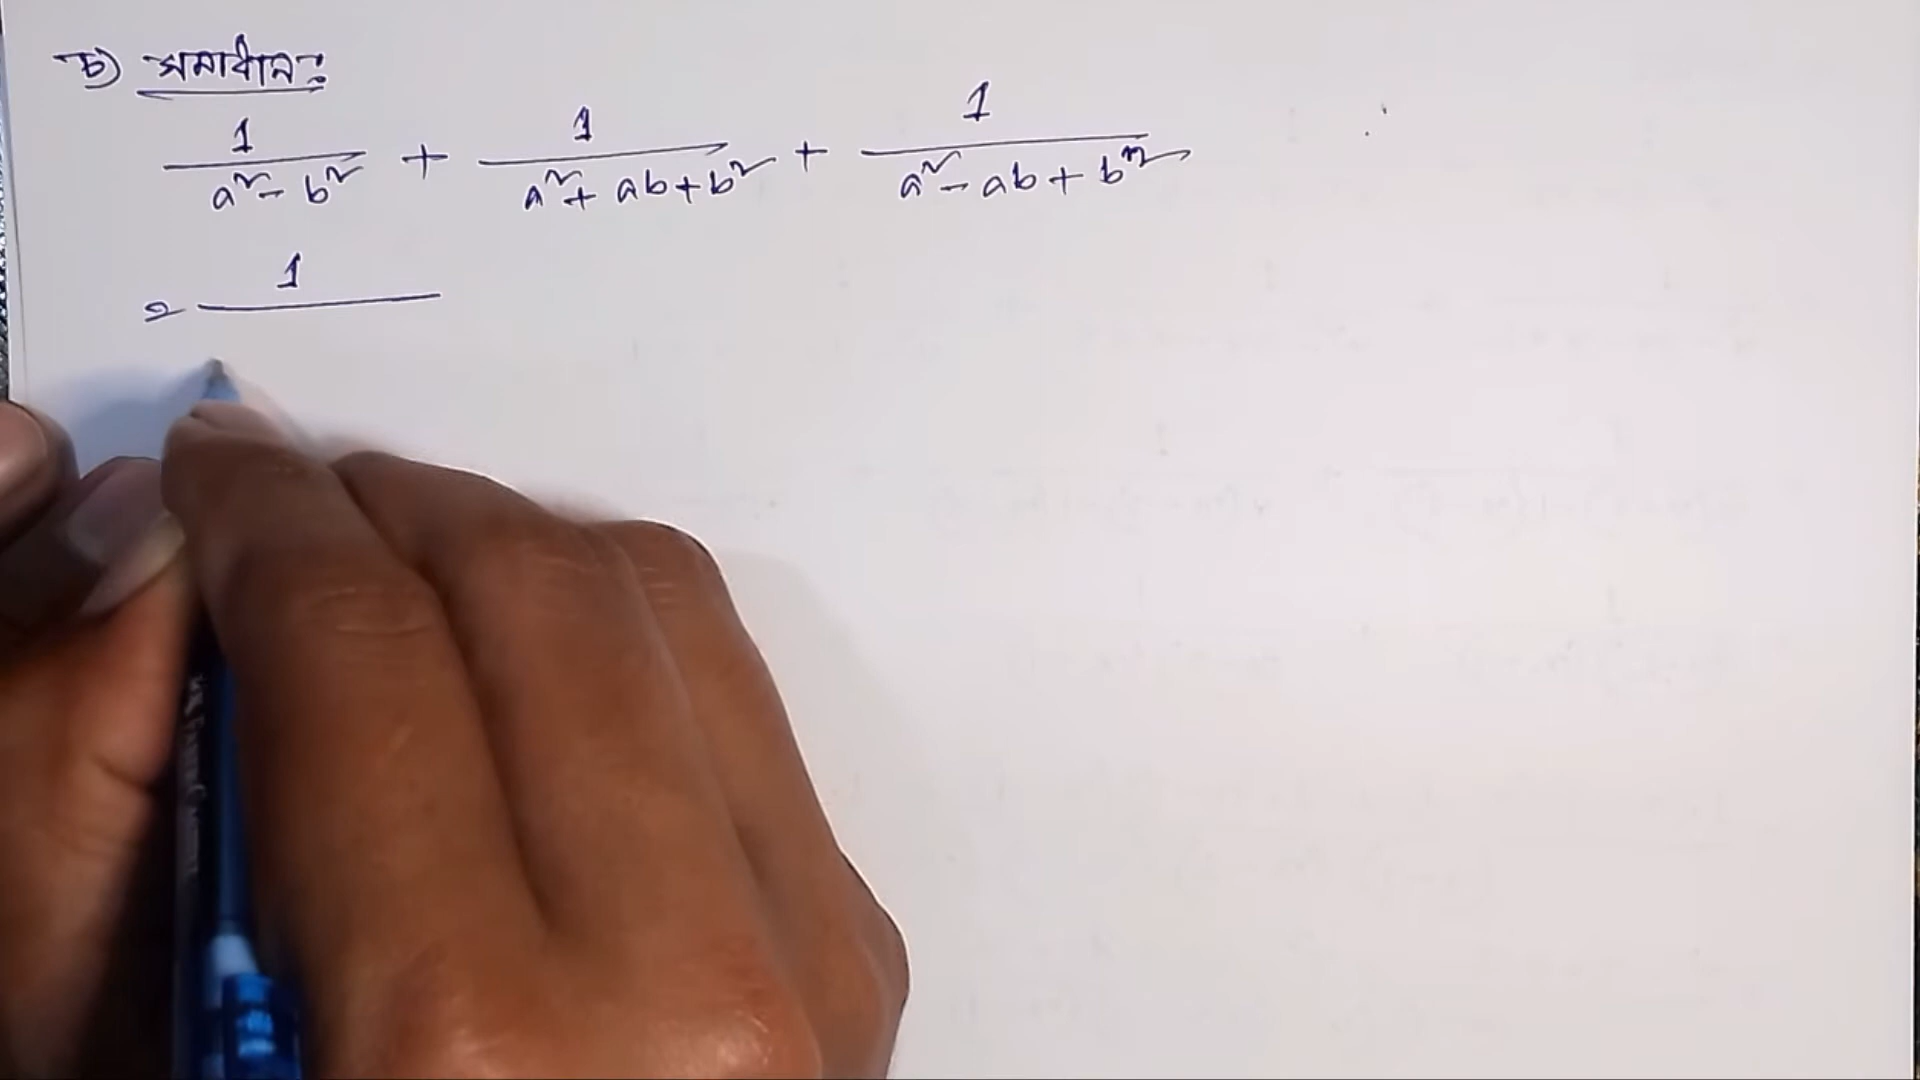 চ) সমাধান:
1/(a² - b²) + 1/(a² + ab + b²) + 1/(a² - ab + b²)
= 1/